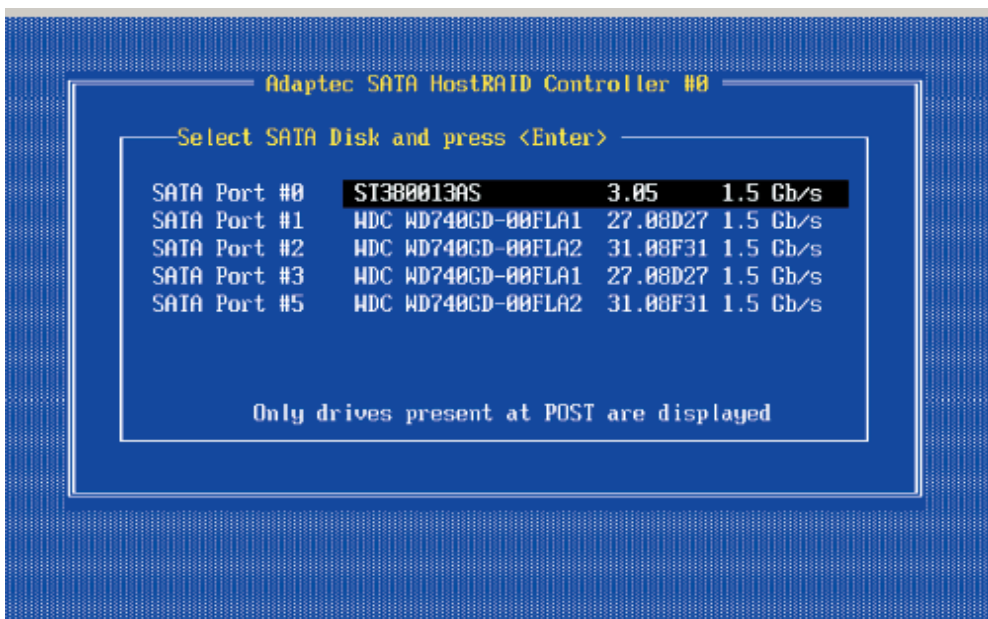 Adaptec SATA HostRAID Controller #0
Select SATA Disk and press <Enter>
SATA Port #0 ST380013AS 3.05 1.5 Gb/s
SATA Port #1 WDC WD740GD-00FLA1 27.08D27 1.5 Gb/s
SATA Port #2 WDC WD740GD-00FLA2 31.08F31 1.5 Gb/s
SATA Port #3 WDC WD740GD-00FLA1 27.08D27 1.5 Gb/s
SATA Port #5 WDC WD740GD-00FLA2 31.08F31 1.5 Gb/s
Only drives present at POST are displayed